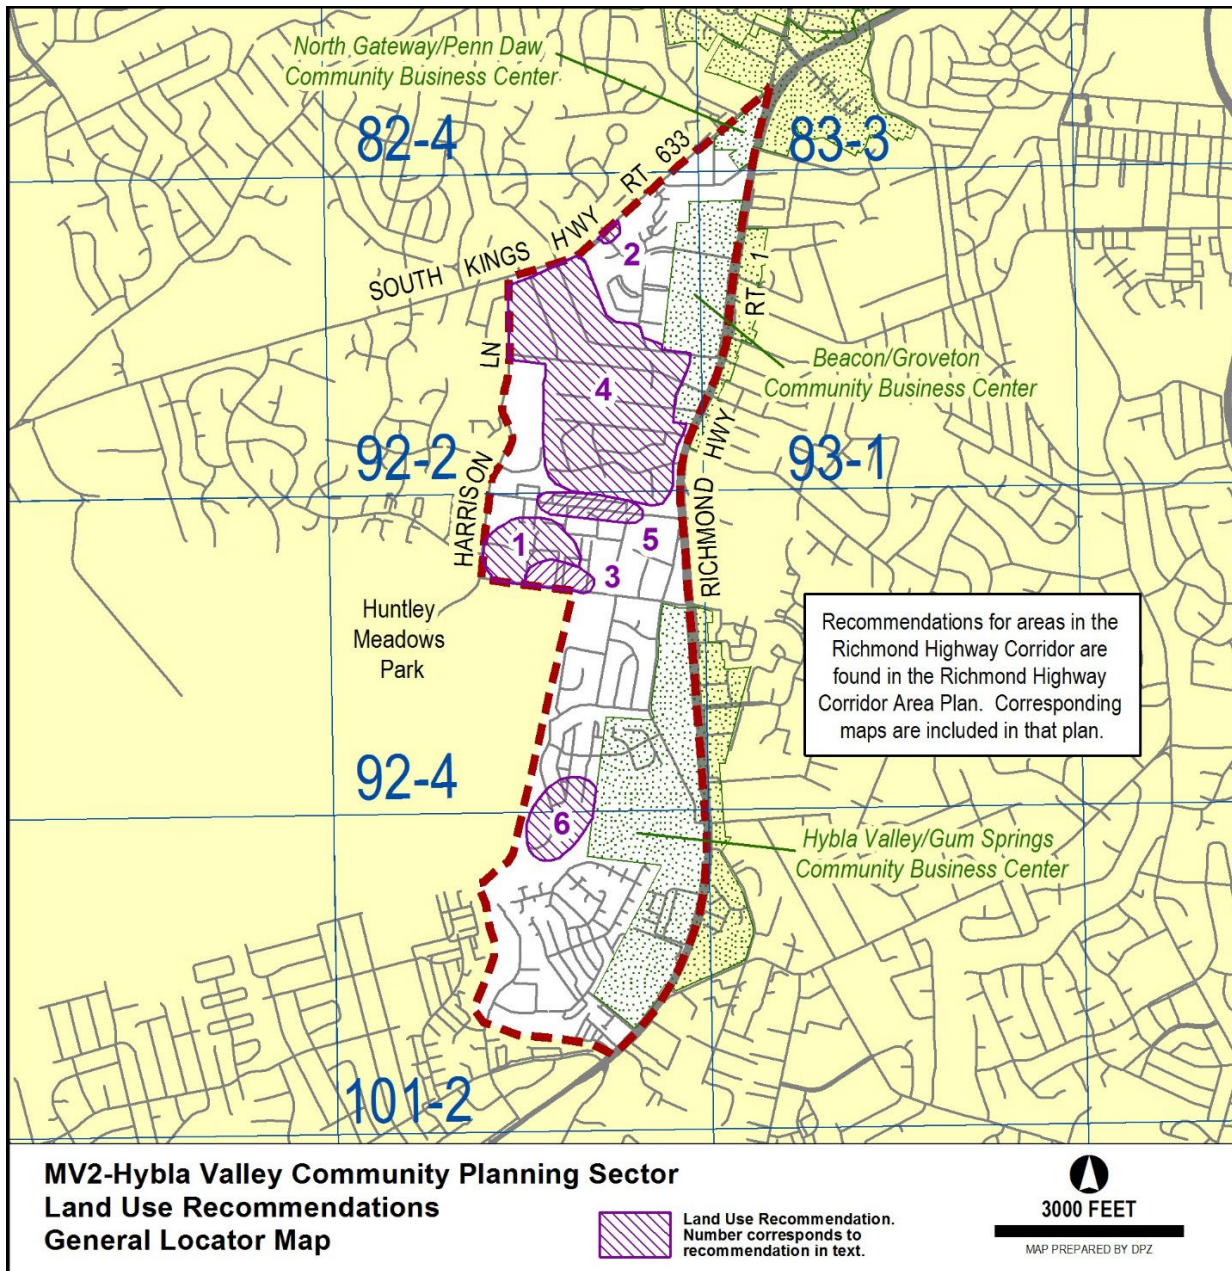 North Gateway/Penn Daw
Community Business Center
82-4
83-3
RT 633
SOUTH KINGS HWY
2
RT 1
LN
4
Beacon/Groveton
Community Business Center
92-2
93-1
HARRISON
RICHMOND HWY
1
5
3
Huntley
Meadows
Park
Recommendations for areas in the
Richmond Highway Corridor are
found in the Richmond Highway
Corridor Area Plan. Corresponding
maps are included in that plan.
92-4
6
Hybla Valley/Gum Springs
Community Business Center
101-2
MV2-Hybla Valley Community Planning Sector
Land Use Recommendations
General Locator Map
Land Use Recommendation.
Number corresponds to
recommendation in text.
3000 FEET
MAP PREPARED BY DPZ